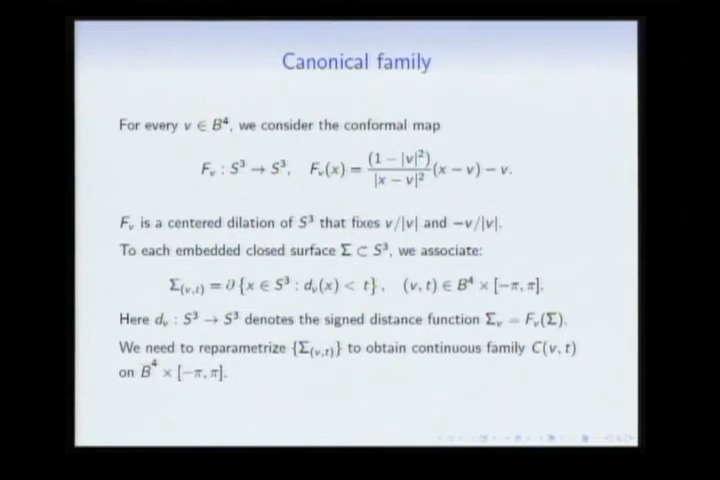 Canonical family
For every v ∈ B⁴, we consider the conformal map
F_v : S³ → S³, F_v(x) = (1 − |v|²)/|x − v|² (x − v) − v.
F_v is a centered dilation of S³ that fixes v/|v| and −v/|v|.
To each embedded closed surface Σ ⊂ S³, we associate:
Σ_(v,t) = ∂ {x ∈ S³ : d_v(x) < t}, (v, t) ∈ B⁴ × [−π, π].
Here d_v : S³ → S³ denotes the signed distance function Σ_v = F_v(Σ).
We need to reparametrize {Σ_(v,t)} to obtain continuous family C(v, t)
on B̄⁴ × [−π, π].